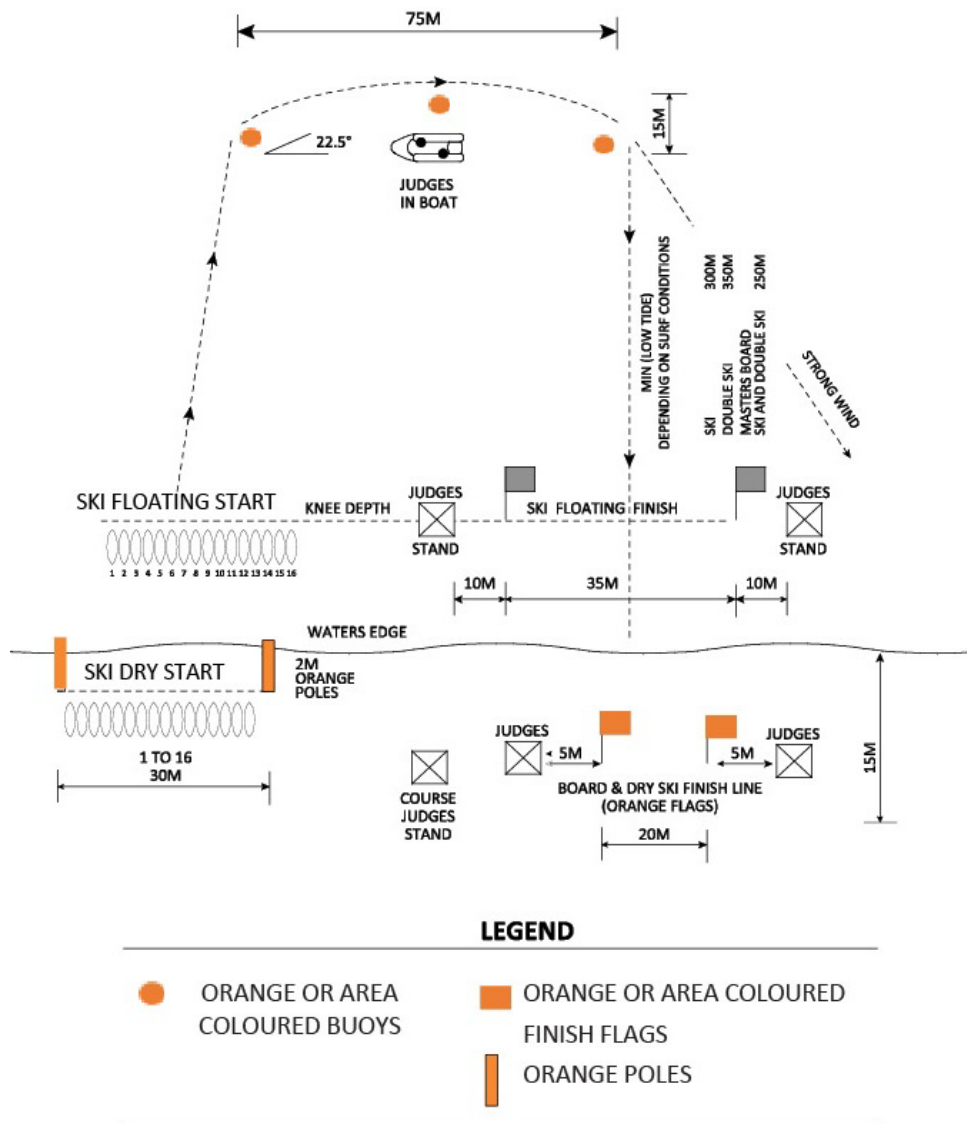 75M
15M
22.5°
JUDGES
IN BOAT
MIN (LOW TIDE)
DEPENDING ON SURF CONDITIONS
SKI 300M
DOUBLE SKI 350M
MASTERS BOARD
SKI AND DOUBLE SKI 250M
STRONG WIND
SKI FLOATING START
KNEE DEPTH
JUDGES
STAND
SKI FLOATING FINISH
JUDGES
STAND
1 2 3 4 5 6 7 8 9 10 11 12 13 14 15 16
10M
35M
10M
WATERS EDGE
SKI DRY START
2M
ORANGE
POLES
1 TO 16
30M
COURSE
JUDGES
STAND
JUDGES
5M
5M
JUDGES
BOARD & DRY SKI FINISH LINE
(ORANGE FLAGS)
20M
15M
LEGEND
ORANGE OR AREA
COLOURED BUOYS
ORANGE OR AREA COLOURED
FINISH FLAGS
ORANGE POLES